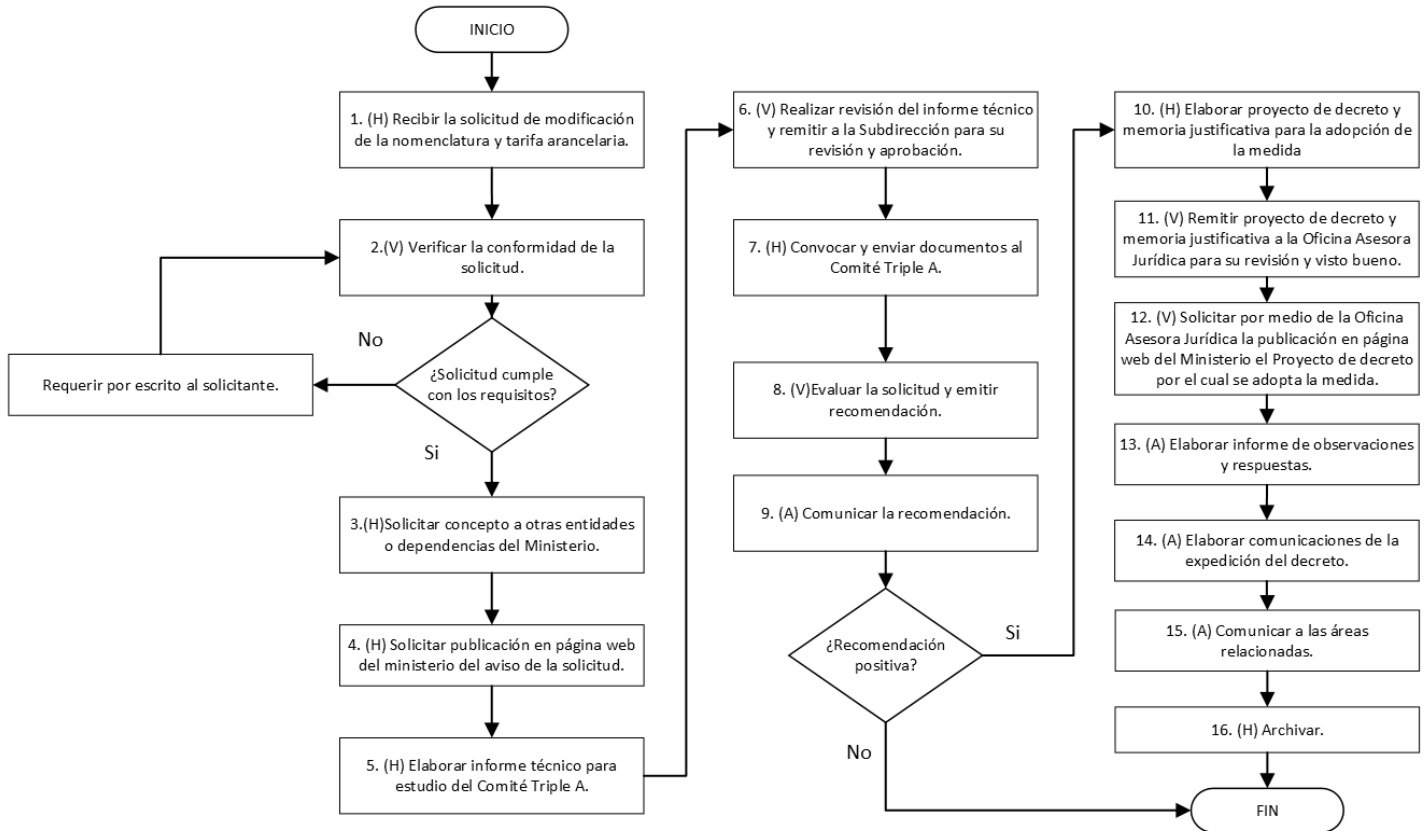 INICIO
1. (H) Recibir la solicitud de modificación
de la nomenclatura y tarifa arancelaria.
2.(V) Verificar la conformidad de la
solicitud.
No
Requerir por escrito al solicitante.
¿Solicitud cumple
con los requisitos?
Si
3.(H)Solicitar concepto a otras entidades
o dependencias del Ministerio.
4. (H) Solicitar publicación en página web
del ministerio del aviso de la solicitud.
5. (H) Elaborar informe técnico para
estudio del Comité Triple A.
6. (V) Realizar revisión del informe técnico
y remitir a la Subdirección para su
revisión y aprobación.
7. (H) Convocar y enviar documentos al
Comité Triple A.
8. (V)Evaluar la solicitud y emitir
recomendación.
9. (A) Comunicar la recomendación.
¿Recomendación
positiva?
Si
No
10. (H) Elaborar proyecto de decreto y
memoria justificativa para la adopción de
la medida
11. (V) Remitir proyecto de decreto y
memoria justificativa a la Oficina Asesora
Jurídica para su revisión y visto bueno.
12. (V) Solicitar por medio de la Oficina
Asesora Jurídica la publicación en página
web del Ministerio el Proyecto de decreto
por el cual se adopta la medida.
13. (A) Elaborar informe de observaciones
y respuestas.
14. (A) Elaborar comunicaciones de la
expedición del decreto.
15. (A) Comunicar a las áreas
relacionadas.
16. (H) Archivar.
FIN